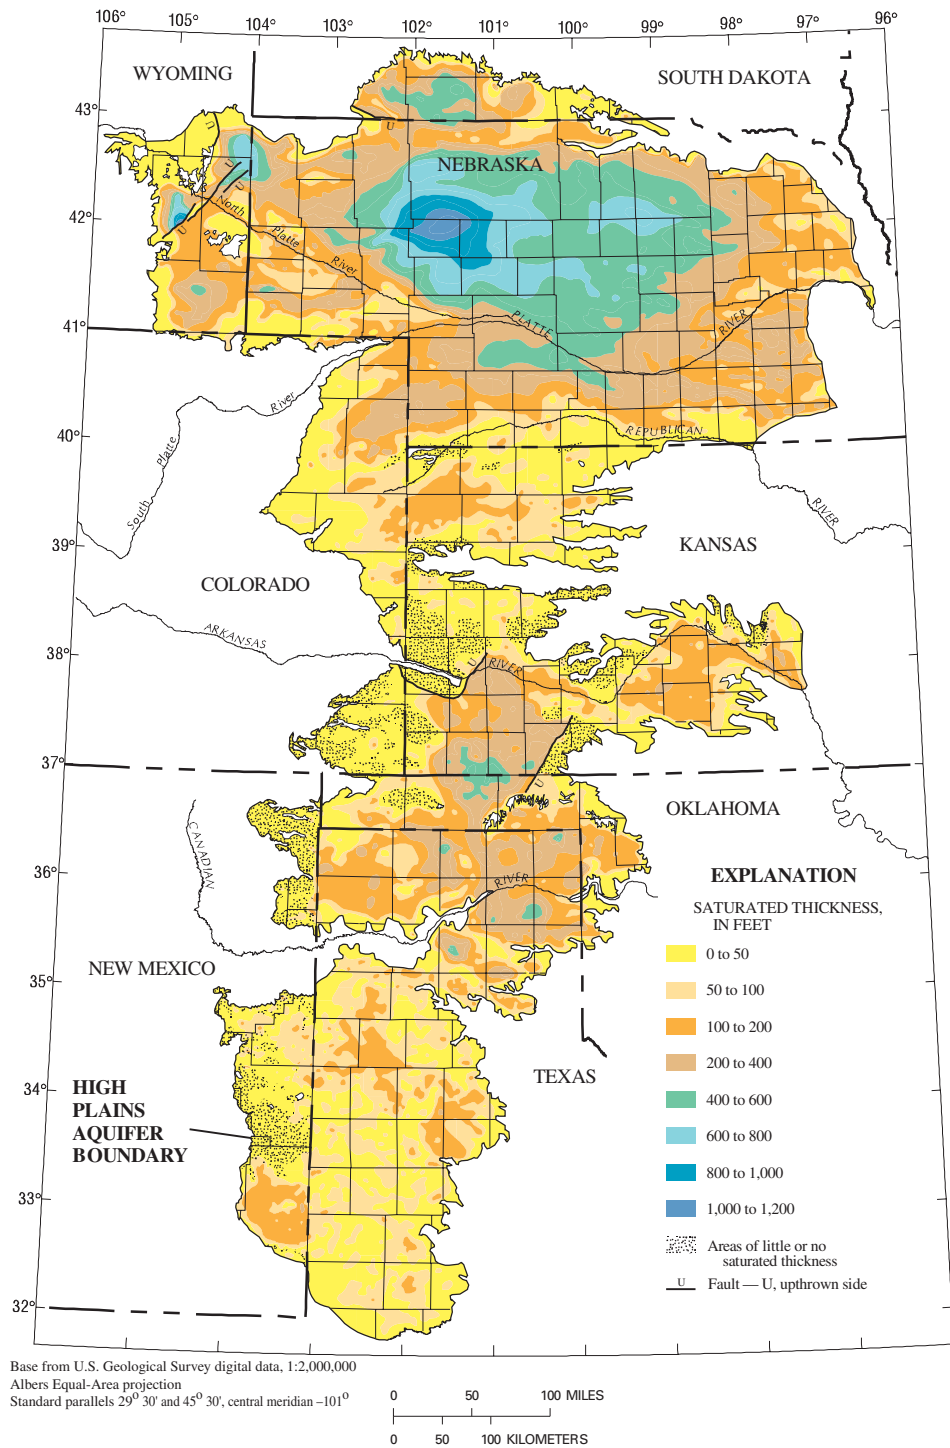 106° 105° 104° 103° 102° 101° 100° 99° 98° 97° 96°
WYOMING
SOUTH DAKOTA
43°
U
U
NEBRASKA
U
U
42°
North
Platte
River
U
41°
PLATTE
RIVER
River
Platte
South
40°
REPUBLICAN
RIVER
39°
KANSAS
COLORADO
ARKANSAS
38°
U
RIVER
37°
U
OKLAHOMA
CANADIAN
RIVER
36°
EXPLANATION
SATURATED THICKNESS,
IN FEET
0 to 50
NEW MEXICO
35°
50 to 100
100 to 200
200 to 400
TEXAS
34°
HIGH
PLAINS
AQUIFER
BOUNDARY
400 to 600
600 to 800
800 to 1,000
33°
1,000 to 1,200
Areas of little or no
saturated thickness
U Fault — U, upthrown side
32°
Base from U.S. Geological Survey digital data, 1:2,000,000
Albers Equal-Area projection
Standard parallels 29° 30' and 45° 30', central meridian –101°
0 50 100 MILES
0 50 100 KILOMETERS